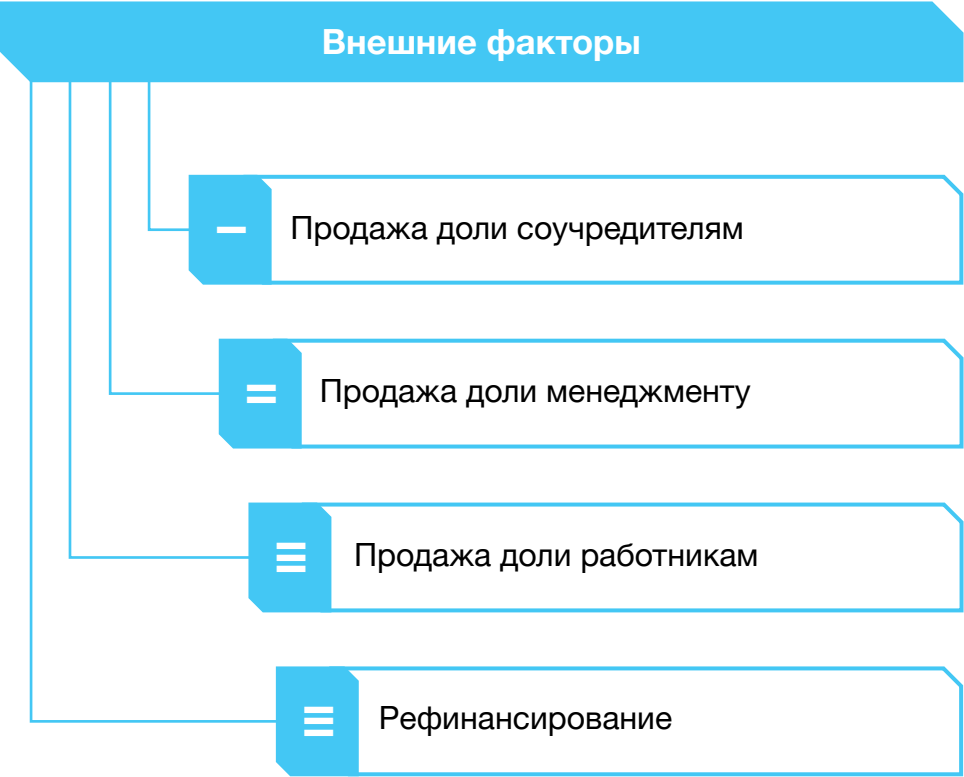 Внешние факторы
Продажа доли соучредителям
Продажа доли менеджменту
Продажа доли работникам
Рефинансирование